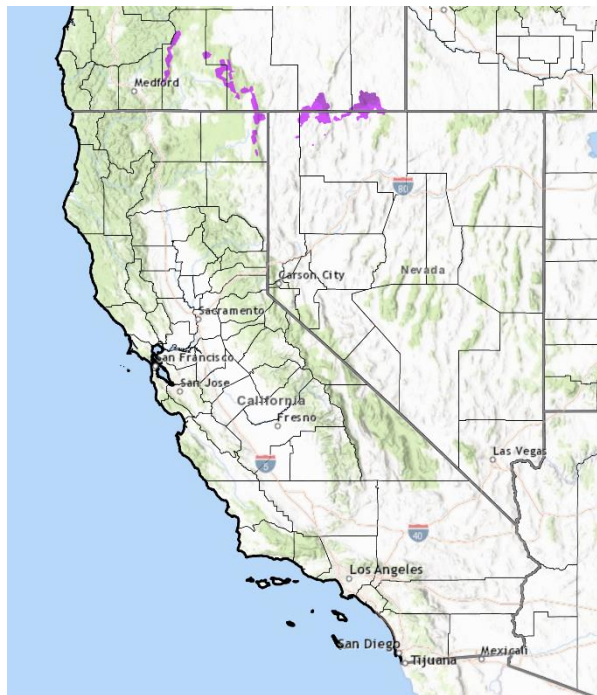 Medford
80
Carson City
Nevada
Sacramento
San Francisco
San Jose
California
Fresno
Las Vegas
5
40
Los Angeles
San Diego
Tijuana
Mexicali